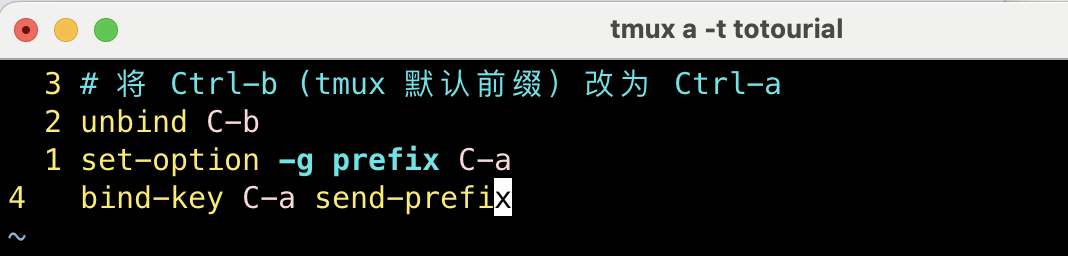 tmux a -t totourial
3 # 将 Ctrl-b (tmux 默认前缀) 改为 Ctrl-a
2 unbind C-b
1 set-option -g prefix C-a
4 bind-key C-a send-prefix
~